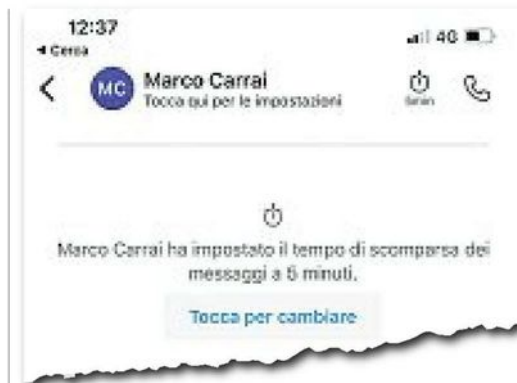 12:37
4G
◄ Cerca
MC
Marco Carrai
Tocca qui per le impostazioni
5min
Marco Carrai ha impostato il tempo di scomparsa dei
messaggi a 5 minuti.
Tocca per cambiare